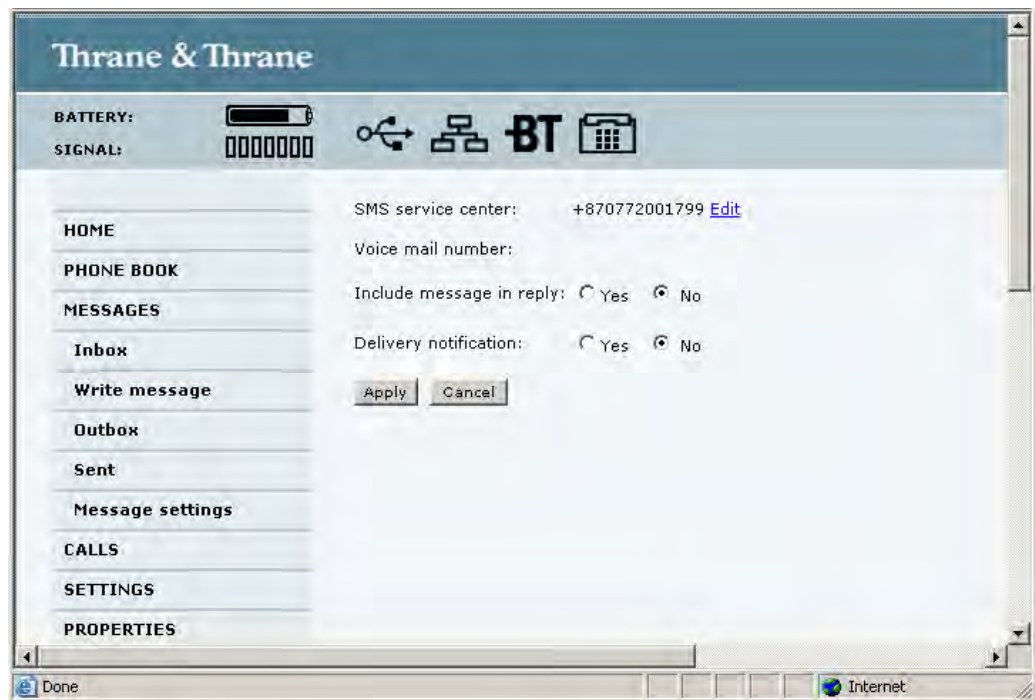 Thrane & Thrane
BATTERY:
SIGNAL:
BT
SMS service center: +870772001799 Edit
Voice mail number:
Include message in reply: Yes No
Delivery notification: Yes No
Apply Cancel
HOME
PHONE BOOK
MESSAGES
Inbox
Write message
Outbox
Sent
Message settings
CALLS
SETTINGS
PROPERTIES
Done
Internet